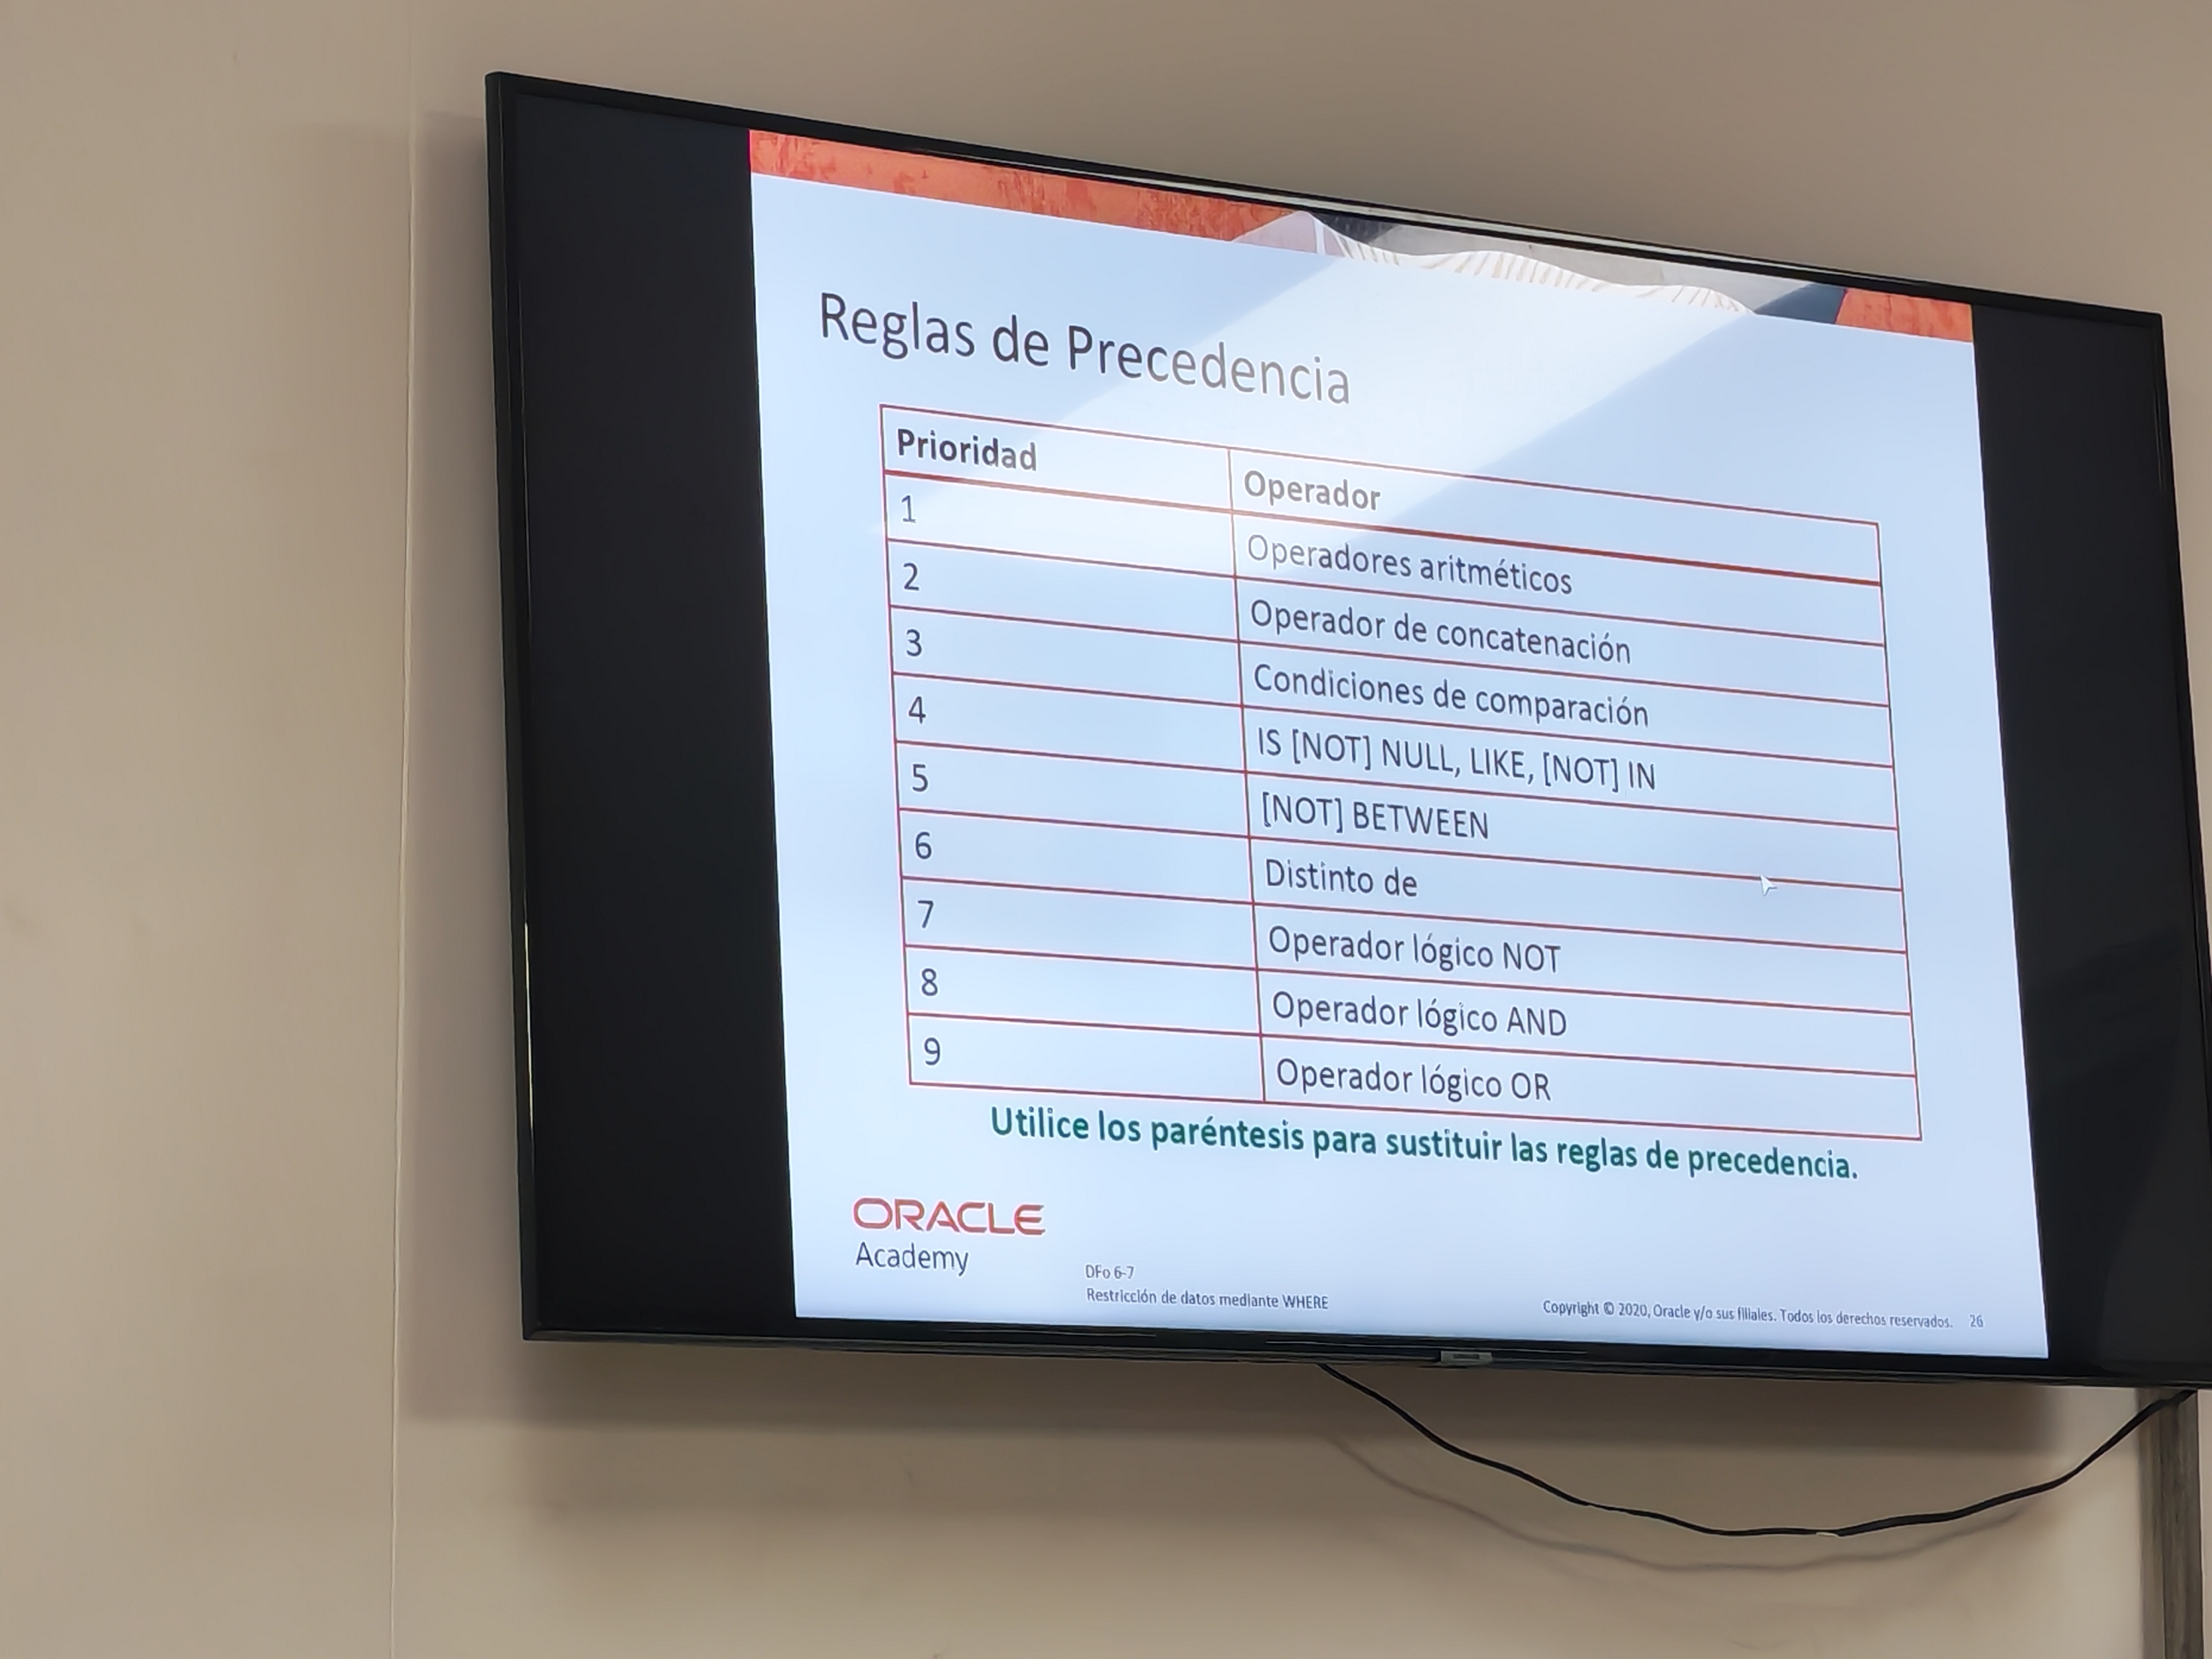 Reglas de Precedencia
Prioridad Operador
1 Operadores aritméticos
2 Operador de concatenación
3 Condiciones de comparación
4 IS [NOT] NULL, LIKE, [NOT] IN
5 [NOT] BETWEEN
6 Distinto de
7 Operador lógico NOT
8 Operador lógico AND
9 Operador lógico OR
Utilice los paréntesis para sustituir las reglas de precedencia.
ORACLE
Academy
DFo 6-7
Restricción de datos mediante WHERE
Copyright © 2020, Oracle y/o sus filiales. Todos los derechos reservados. 26